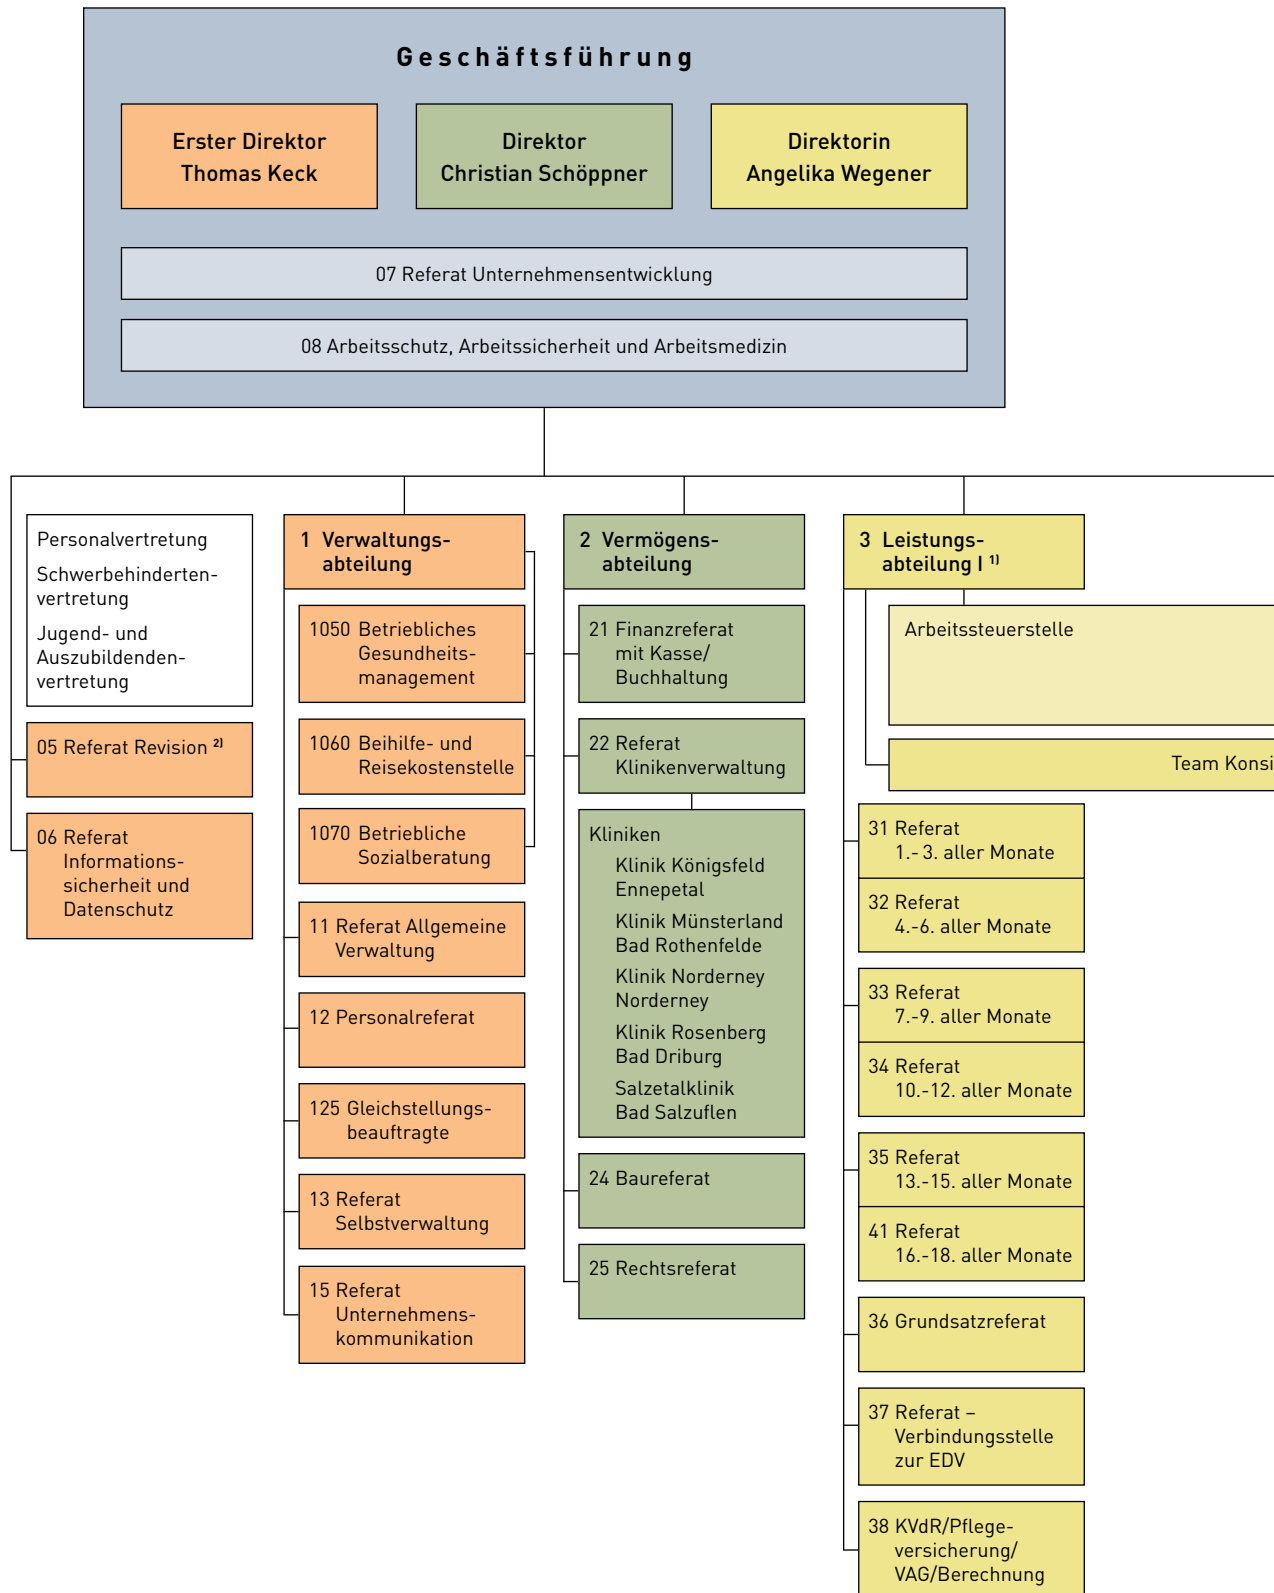 Geschäftsführung
Erster Direktor
Thomas Keck
Direktor
Christian Schöppner
Direktorin
Angelika Wegener
07 Referat Unternehmensentwicklung
08 Arbeitsschutz, Arbeitssicherheit und Arbeitsmedizin
Personalvertretung
Schwerbehinderten-
vertretung
Jugend- und
Auszubildenden-
vertretung
05 Referat Revision ²⁾
06 Referat
Informations-
sicherheit und
Datenschutz
1 Verwaltungs-
abteilung
1050 Betriebliches
Gesundheits-
management
1060 Beihilfe- und
Reisekostenstelle
1070 Betriebliche
Sozialberatung
11 Referat Allgemeine
Verwaltung
12 Personalreferat
125 Gleichstellungs-
beauftragte
13 Referat
Selbstverwaltung
15 Referat
Unternehmens-
kommunikation
2 Vermögens-
abteilung
21 Finanzreferat
mit Kasse/
Buchhaltung
22 Referat
Klinikenverwaltung
Kliniken
Klinik Königsfeld
Ennepetal
Klinik Münsterland
Bad Rothenfelde
Klinik Norderney
Norderney
Klinik Rosenberg
Bad Driburg
Salzetalklinik
Bad Salzuflen
24 Baureferat
25 Rechtsreferat
3 Leistungs-
abteilung I ¹⁾
Arbeitssteuerstelle
Team Konsi
31 Referat
1.-3. aller Monate
32 Referat
4.-6. aller Monate
33 Referat
7.-9. aller Monate
34 Referat
10.-12. aller Monate
35 Referat
13.-15. aller Monate
41 Referat
16.-18. aller Monate
36 Grundsatzreferat
37 Referat –
Verbindungsstelle
zur EDV
38 KVdR/Pflege-
versicherung/
VAG/Berechnung